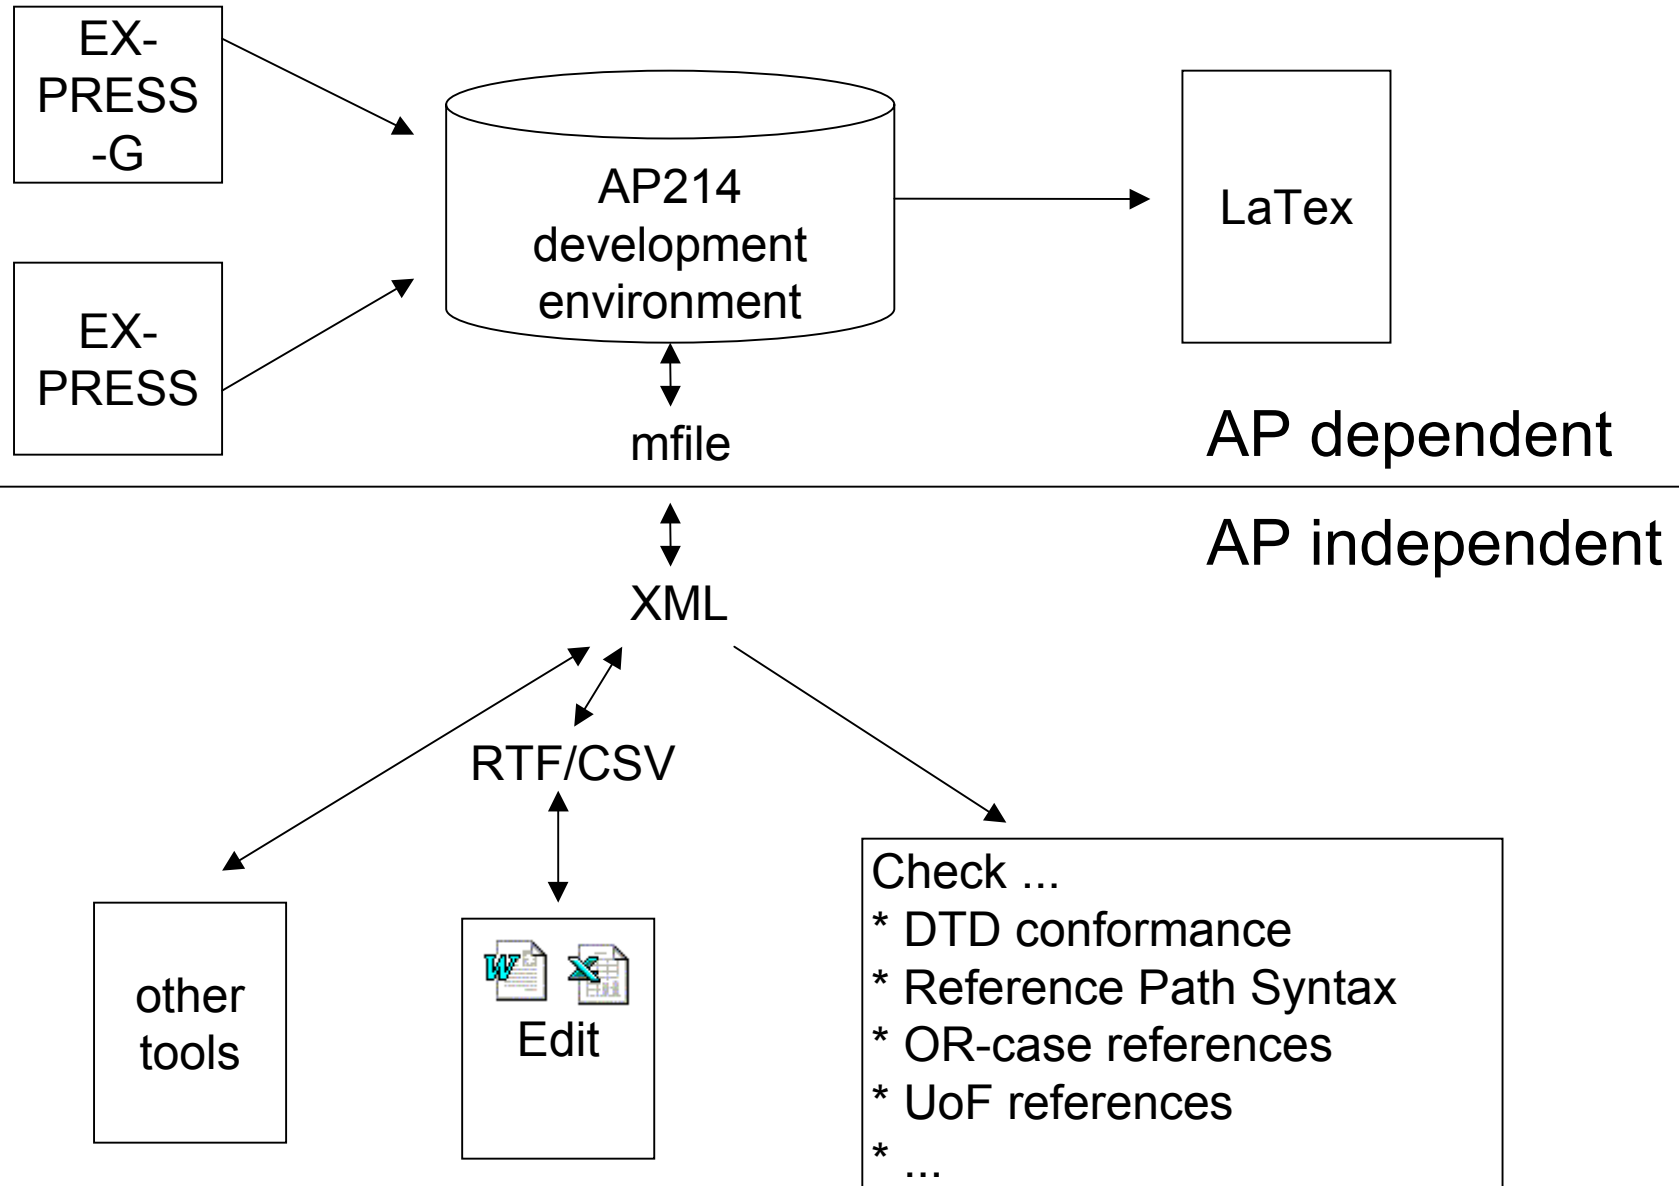 EX-
PRESS
-G
AP214
development
environment
LaTex
EX-
PRESS
mfile
AP dependent
AP independent
XML
RTF/CSV
other
tools
W
X
Edit
Check ...
* DTD conformance
* Reference Path Syntax
* OR-case references
* UoF references
* ...